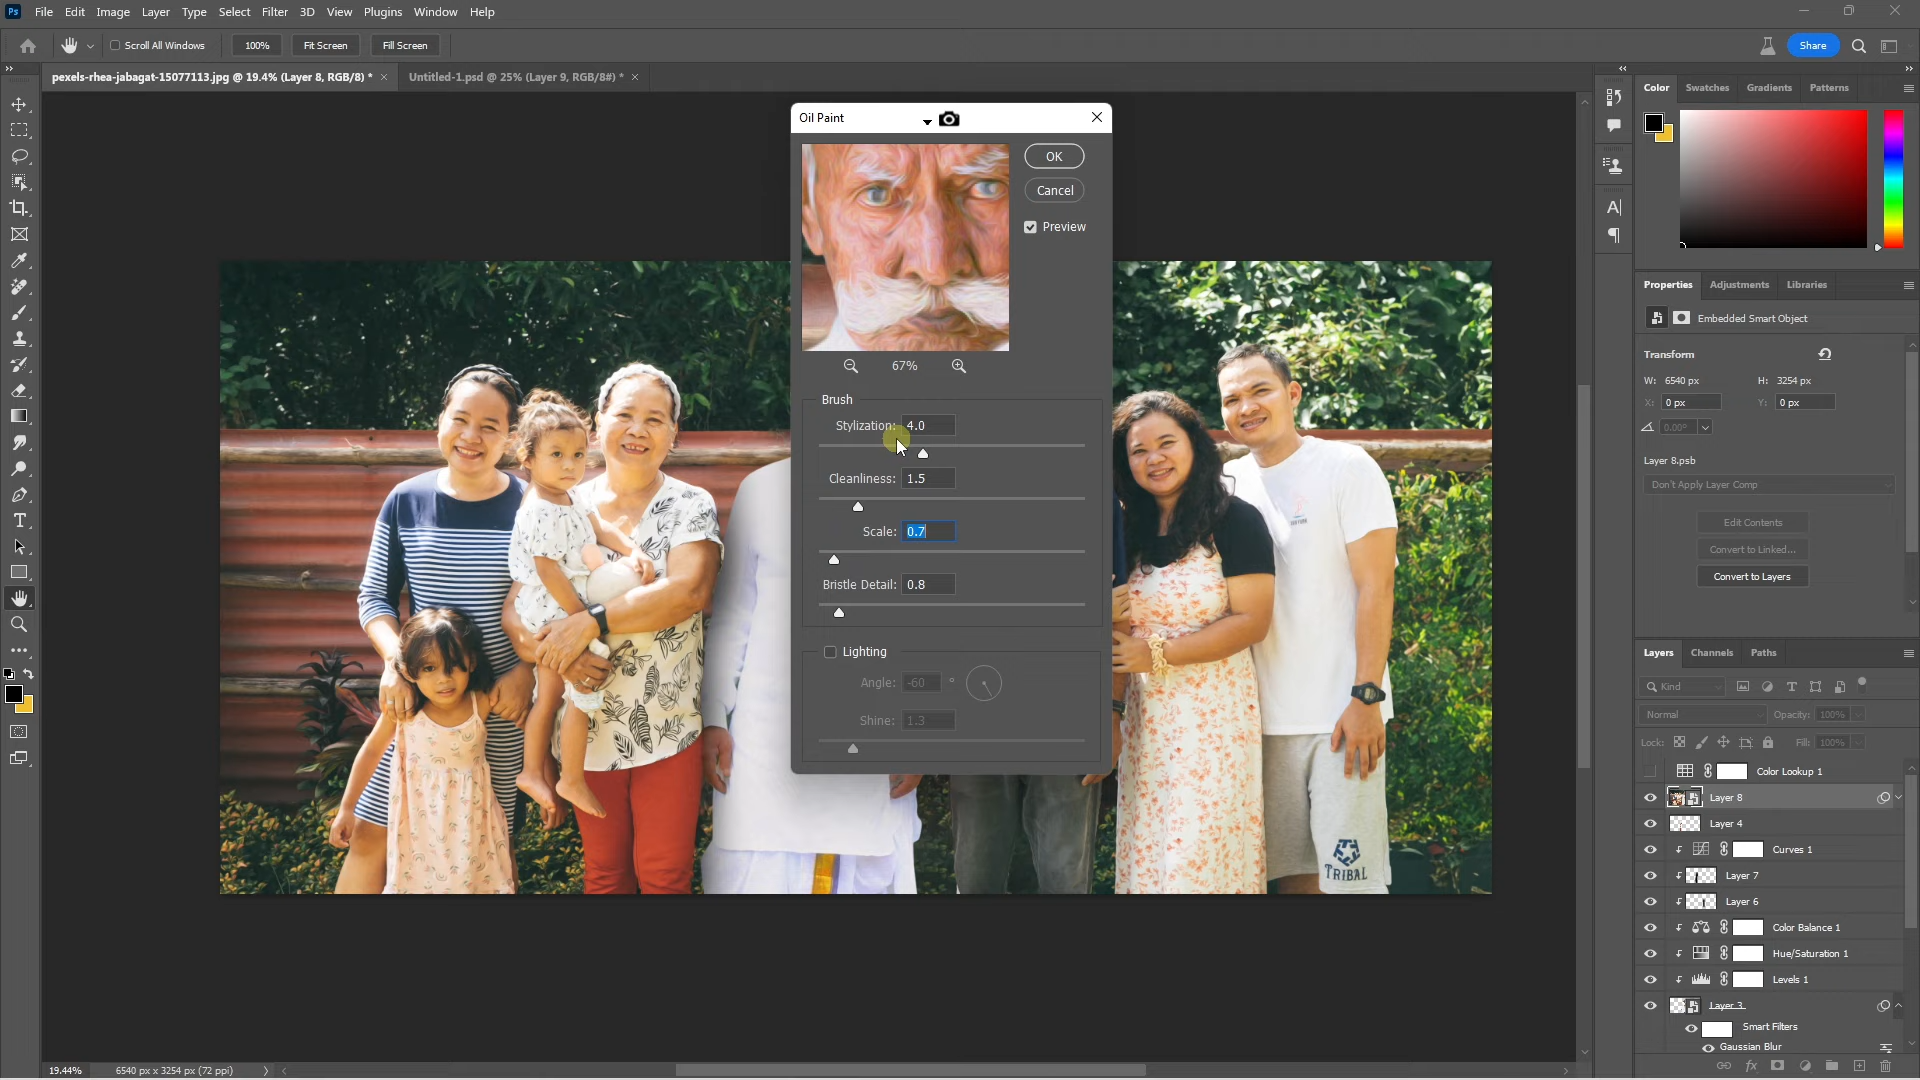 Ps File Edit Image Layer Type Select Filter 3D View Plugins Window Help
Scroll All Windows 100% Fit Screen Fill Screen Share
pexels-rhea-jabagat-15077113.jpg @ 19.4% (Layer 8, RGB/8) * × Untitled-1.psd @ 25% (Layer 9, RGB/8#) * ×
Oil Paint
OK
Cancel
Preview
67%
Brush
Stylization: 4.0
Cleanliness: 1.5
Scale: 0.7
Bristle Detail: 0.8
Lighting
Angle: -60 °
Shine: 1.3
TRIBAL
Color Swatches Gradients Patterns
Properties Adjustments Libraries
Embedded Smart Object
Transform
W: 6540 px H: 3254 px
X: 0 px Y: 0 px
0.00°
Layer 8.psb
Don't Apply Layer Comp
Edit Contents
Convert to Linked...
Convert to Layers
Layers Channels Paths
Kind
Normal Opacity: 100%
Lock: Fill: 100%
Color Lookup 1
Layer 8
Layer 4
Curves 1
Layer 7
Layer 6
Color Balance 1
Hue/Saturation 1
Levels 1
Layer 3
Smart Filters
Gaussian Blur
19.44% 6540 px x 3254 px (72 ppi)